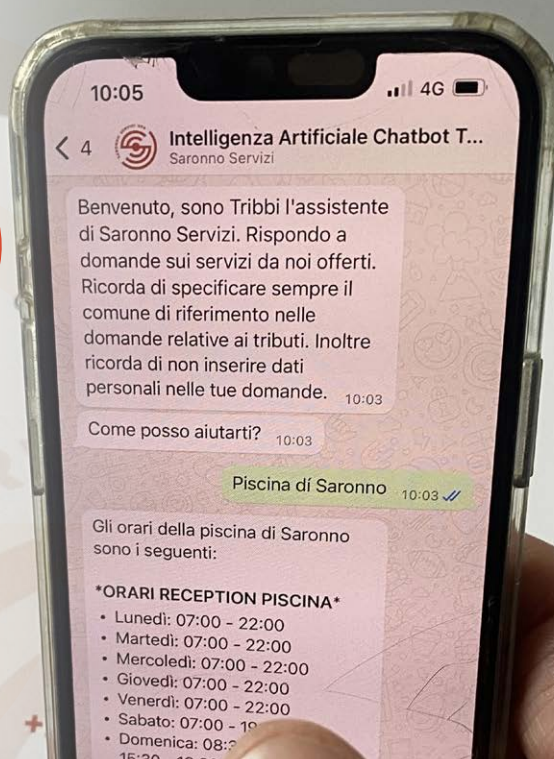 10:05
4G
4
Intelligenza Artificiale Chatbot T...
Saronno Servizi
Benvenuto, sono Tribbi l'assistente
di Saronno Servizi. Rispondo a
domande sui servizi da noi offerti.
Ricorda di specificare sempre il
comune di riferimento nelle
domande relative ai tributi. Inoltre
ricorda di non inserire dati
personali nelle tue domande. 10:03
Come posso aiutarti? 10:03
Piscina dí Saronno 10:03
Gli orari della piscina di Saronno
sono i seguenti:
*ORARI RECEPTION PISCINA*
• Lunedì: 07:00 - 22:00
• Martedì: 07:00 - 22:00
• Mercoledì: 07:00 - 22:00
• Giovedì: 07:00 - 22:00
• Venerdì: 07:00 - 22:00
• Sabato: 07:00 -
• Domenica: